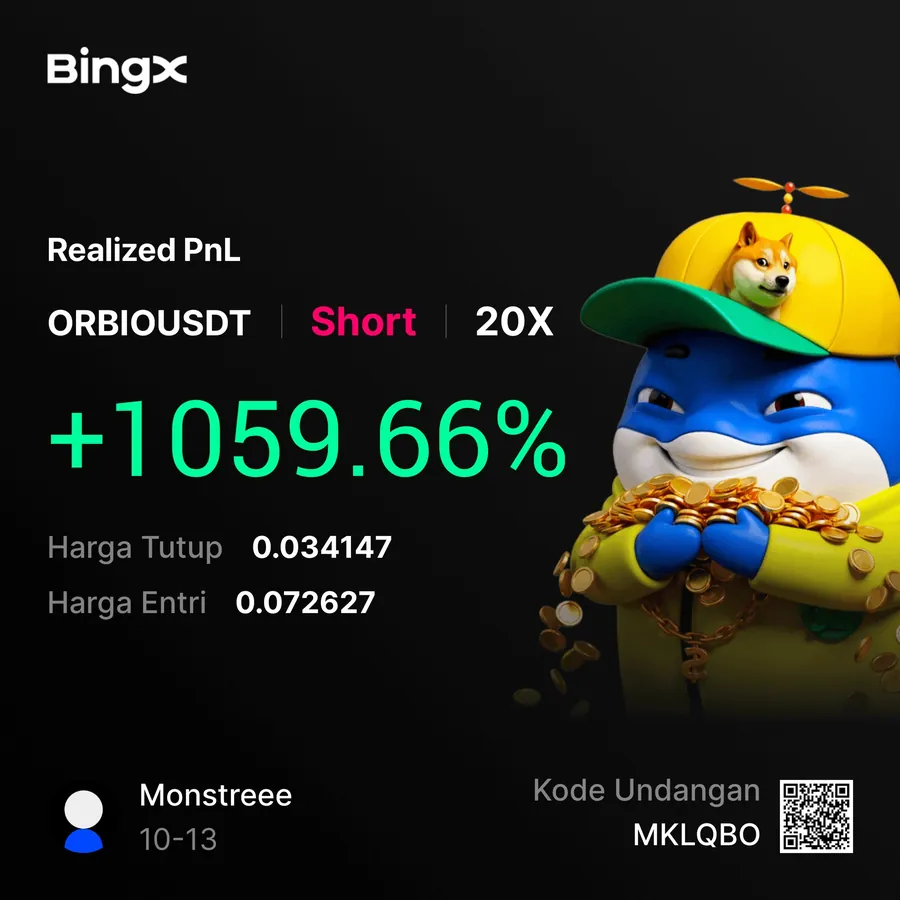 BingX
Realized PnL
ORBIOUSDT | Short | 20X
+1059.66%
Harga Tutup 0.034147
Harga Entri 0.072627
Monstreee
10-13
Kode Undangan
MKLQBO